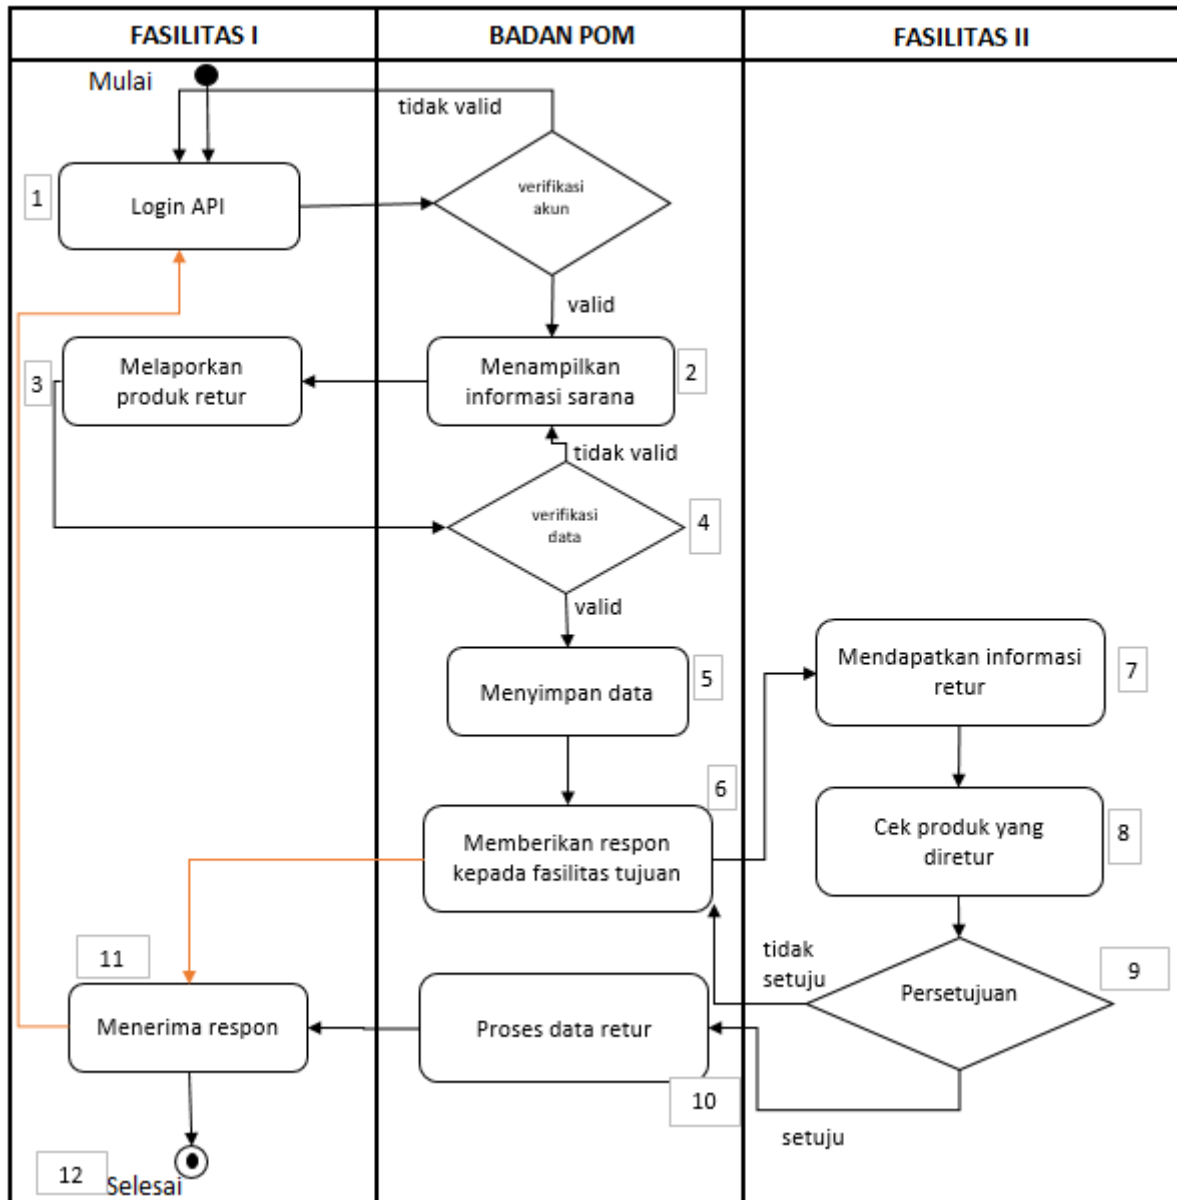 FASILITAS I
BADAN POM
FASILITAS II
Mulai
tidak valid
1
Login API
verifikasi
akun
valid
3
Melaporkan
produk retur
Menampilkan
informasi sarana
2
tidak valid
verifikasi
data
4
valid
Menyimpan data
5
Mendapatkan informasi
retur
7
6
Memberikan respon
kepada fasilitas tujuan
Cek produk yang
diretur
8
tidak
setuju
Persetujuan
9
11
Menerima respon
Proses data retur
10
setuju
12
Selesai